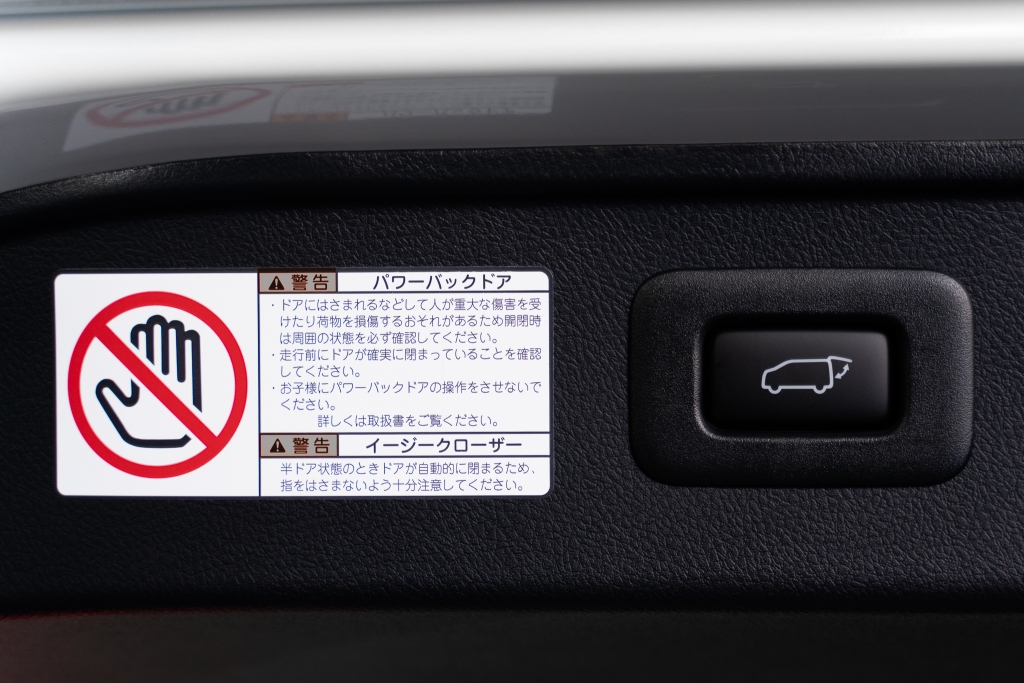 警告 パワーバックドア
・ドアにはさまれるなどして人が重大な傷害を受
けたり荷物を損傷するおそれがあるため開閉時
は周囲の状態を必ず確認してください。
・走行前にドアが確実に閉まっていることを確認
してください。
・お子様にパワーバックドアの操作をさせないで
ください。
詳しくは取扱書をご覧ください。
警告 イージークローザー
半ドア状態のときドアが自動的に閉まるため、
指をはさまないよう十分注意してください。